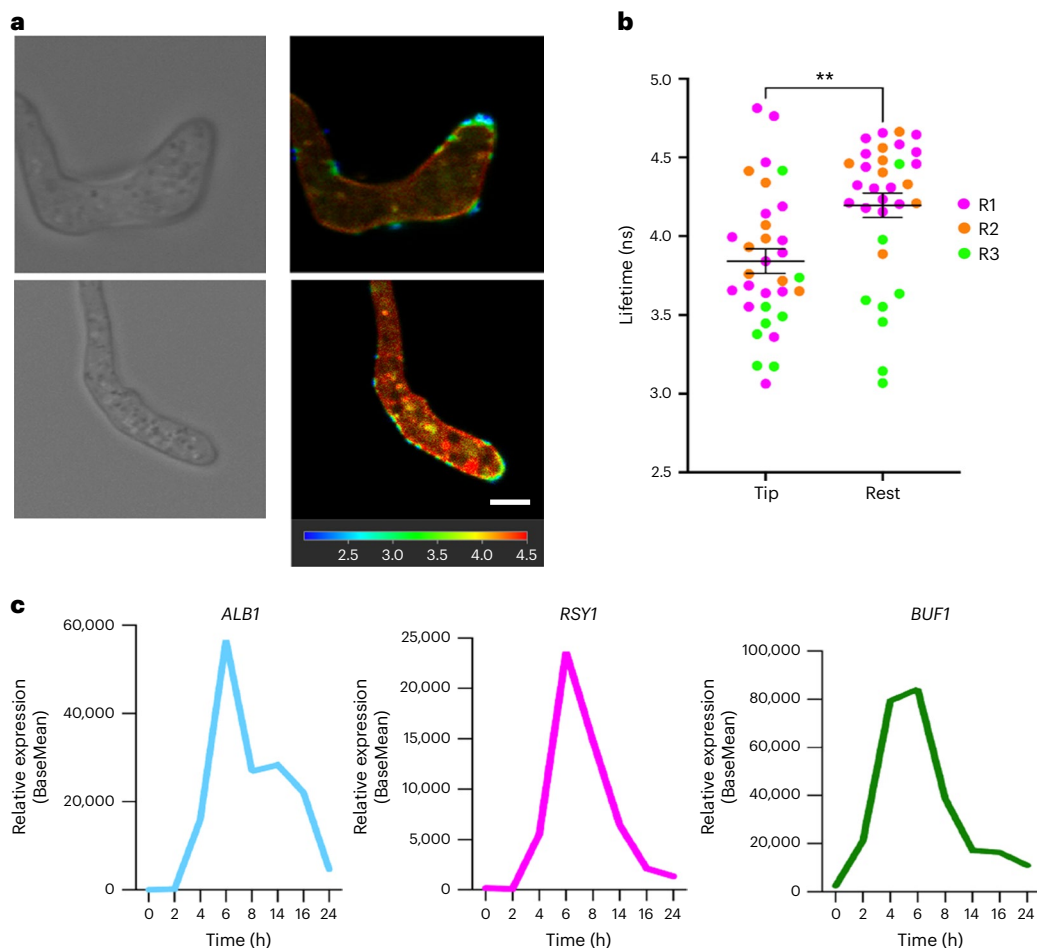 a
2.5 3.0 3.5 4.0 4.5
b
5.0
4.5
4.0
3.5
3.0
2.5
Lifetime (ns)
**
Tip Rest
R1
R2
R3
c
ALB1
60,000
40,000
20,000
0
Relative expression
(BaseMean)
0 2 4 6 8 14 16 24
Time (h)
RSY1
25,000
20,000
15,000
10,000
5,000
0
Relative expression
(BaseMean)
0 2 4 6 8 14 16 24
Time (h)
BUF1
100,000
80,000
60,000
40,000
20,000
0
Relative expression
(BaseMean)
0 2 4 6 8 14 16 24
Time (h)